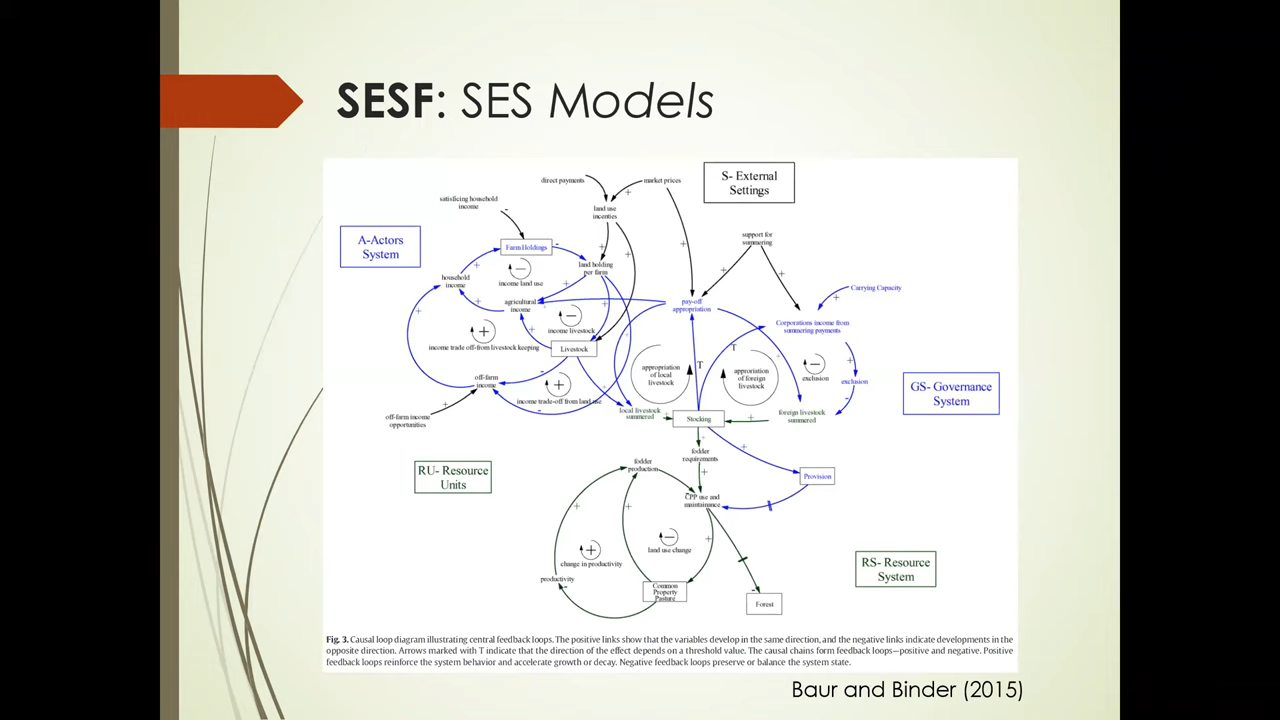 SESF: SES Models
S- External
Settings
direct payments
market prices
satisficing household
income
land use
incenties
A-Actors
System
Farm Holdings
support for
summering
land holding
per farm
household
income
income land use
Carrying Capacity
agricultural
income
pay-off
appropriation
income livestock
Corporations income from
summering payments
income trade off-from livestock keeping
Livestock
T
T
appropriation
of local
livestock
approriation
of foreign
livestock
exclusion
exclusion
off-farm
income
income trade-off from land use
GS- Governance
System
off-farm income
opportunities
local livestock
summered
Stocking
foreign livestock
summered
fodder
requirements
RU- Resource
Units
fodder
production
Provision
CPP use and
maintainance
land use change
change in productivity
productivity
Common
Property
Pasture
Forest
RS- Resource
System
Fig. 3. Causal loop diagram illustrating central feedback loops. The positive links show that the variables develop in the same direction, and the negative links indicate developments in the
opposite direction. Arrows marked with T indicate that the direction of the effect depends on a threshold value. The causal chains form feedback loops—positive and negative. Positive
feedback loops reinforce the system behavior and accelerate growth or decay. Negative feedback loops preserve or balance the system state.
Baur and Binder (2015)